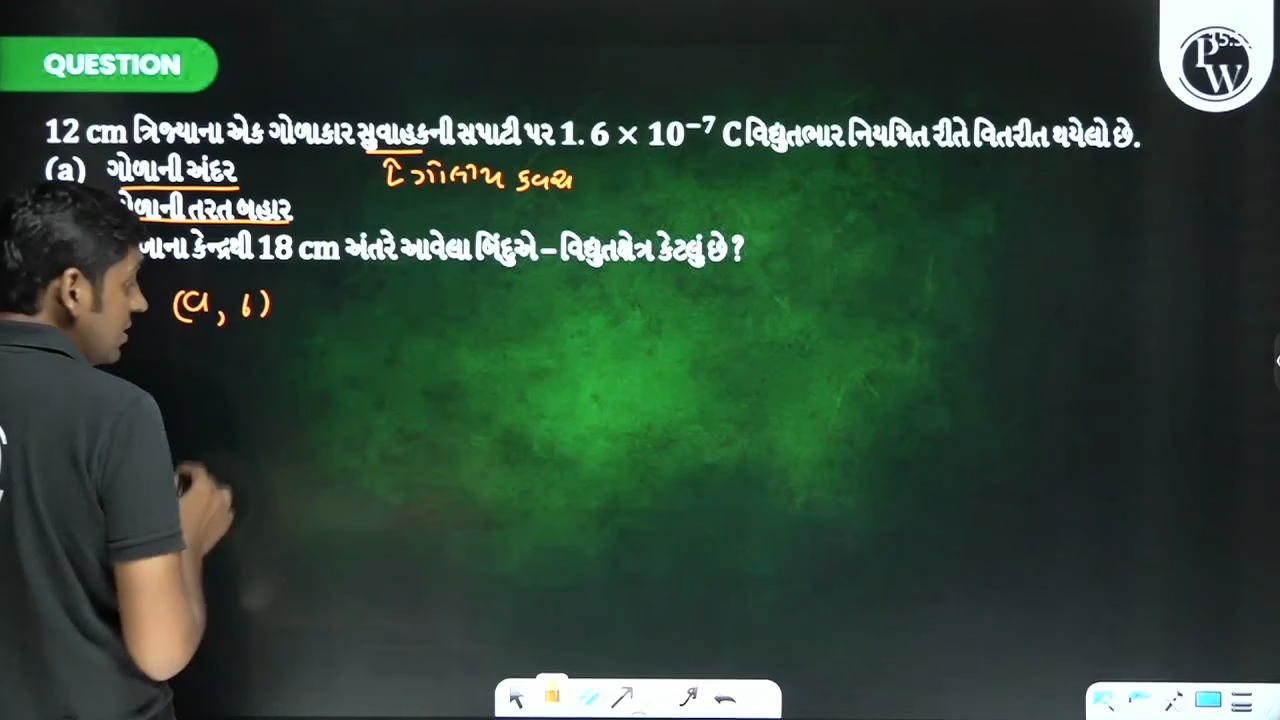 QUESTION
PW
12 cm ત્રિજ્યાના એક ગોળાકાર સુવાહકની સપાટી પર 1.6 × 10⁻⁷ C વિદ્યુતભાર નિયમિત રીતે વિતરીત થયેલો છે.
(a) ગોળાની અંદર
ગોલીય કવચ
ગોળાની તરત બહાર
કેન્દ્રથી 18 cm અંતરે આવેલા બિંદુએ – વિદ્યુતક્ષેત્ર કેટલું છે ?